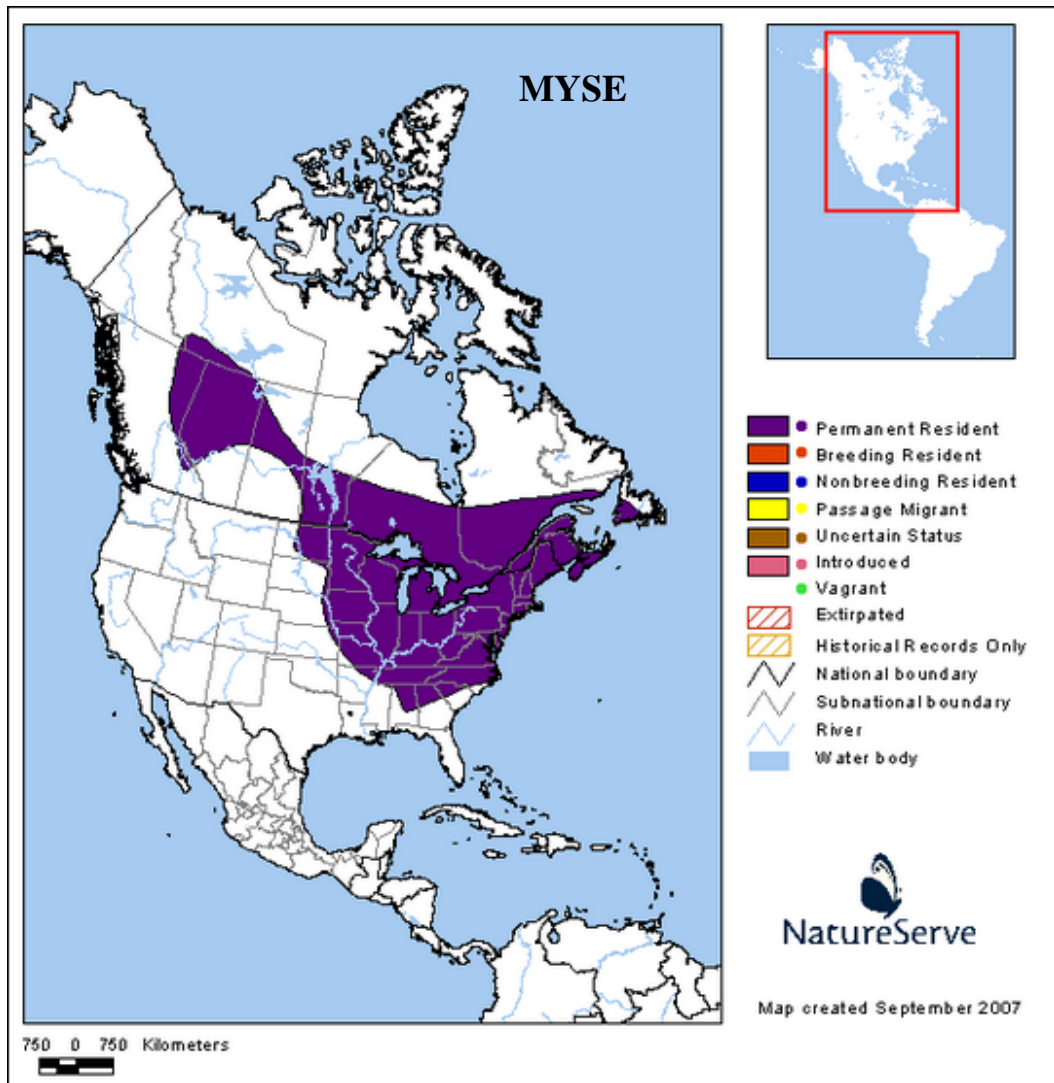 MYSE
Permanent Resident
Breeding Resident
Nonbreeding Resident
Passage Migrant
Uncertain Status
Introduced
Vagrant
Extirpated
Historical Records Only
National boundary
Subnational boundary
River
Water body
NatureServe
Map created September 2007
750 0 750 Kilometers